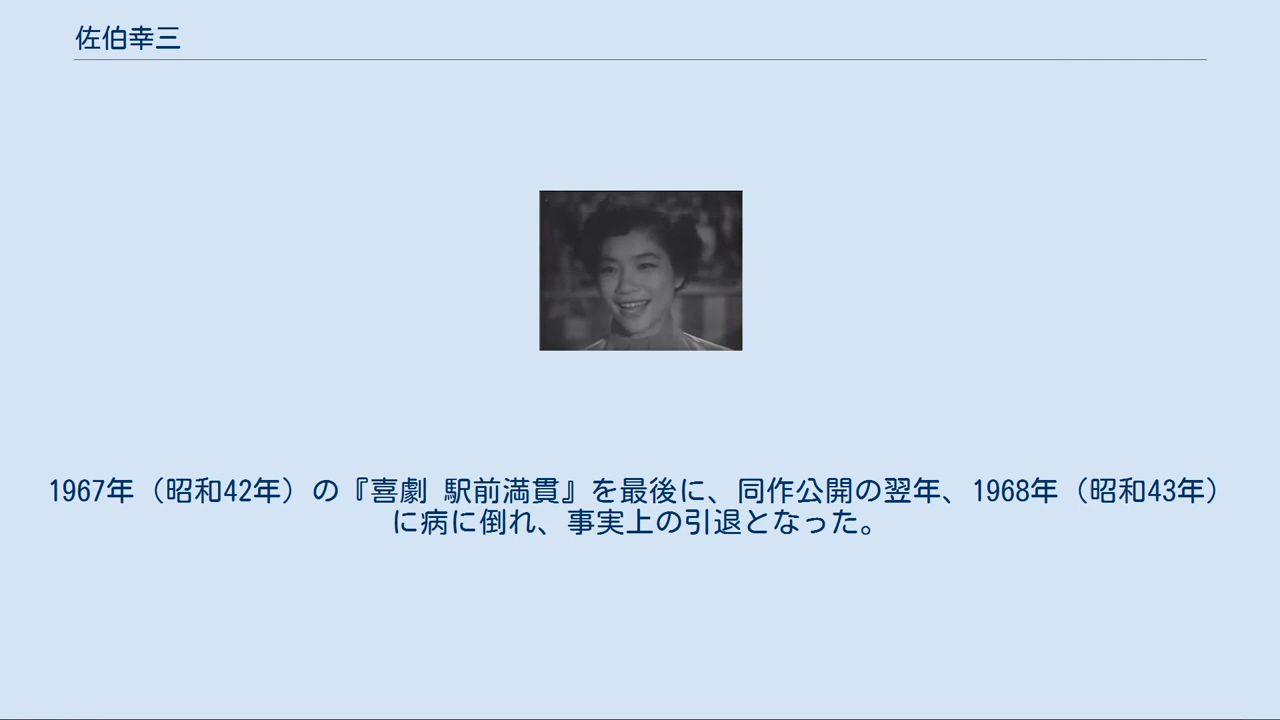 佐伯幸三
1967年（昭和42年）の『喜劇 駅前満貫』を最後に、同作公開の翌年、1968年（昭和43年）
に病に倒れ、事実上の引退となった。